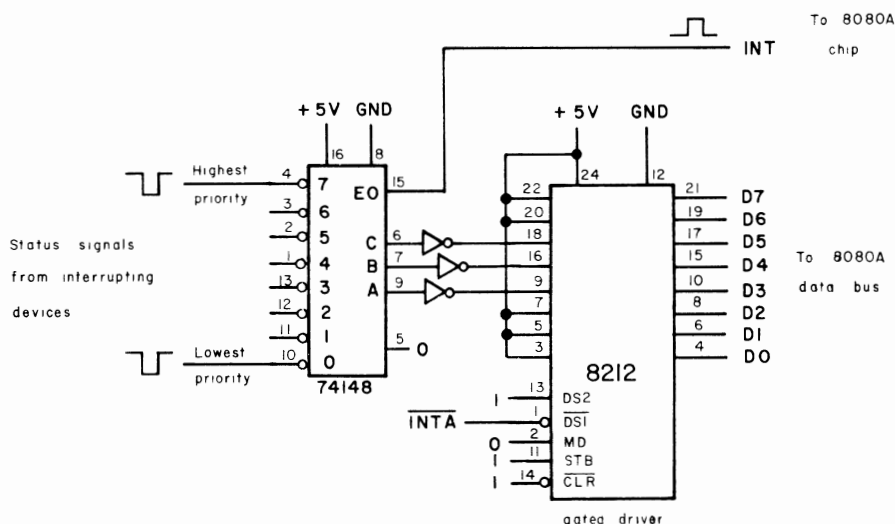 To 8080A
chip
INT
+5V GND
16 8
4 Highest priority 7
3 6
2 5
1 4
13 3
12 2
11 1
10 Lowest priority 0
EO 15
C 6
B 7
A 9
5 0
74148
Status signals
from interrupting
devices
+5V GND
24 12
22
20
18
16
9
7
5
3
21 D7
19 D6
17 D5
15 D4
10 D3
8 D2
6 D1
4 D0
To 8080A
data bus
8212
1 13 DS2
INTA 1 DS1
0 2 MD
1 11 STB
1 14 CLR
gated driver